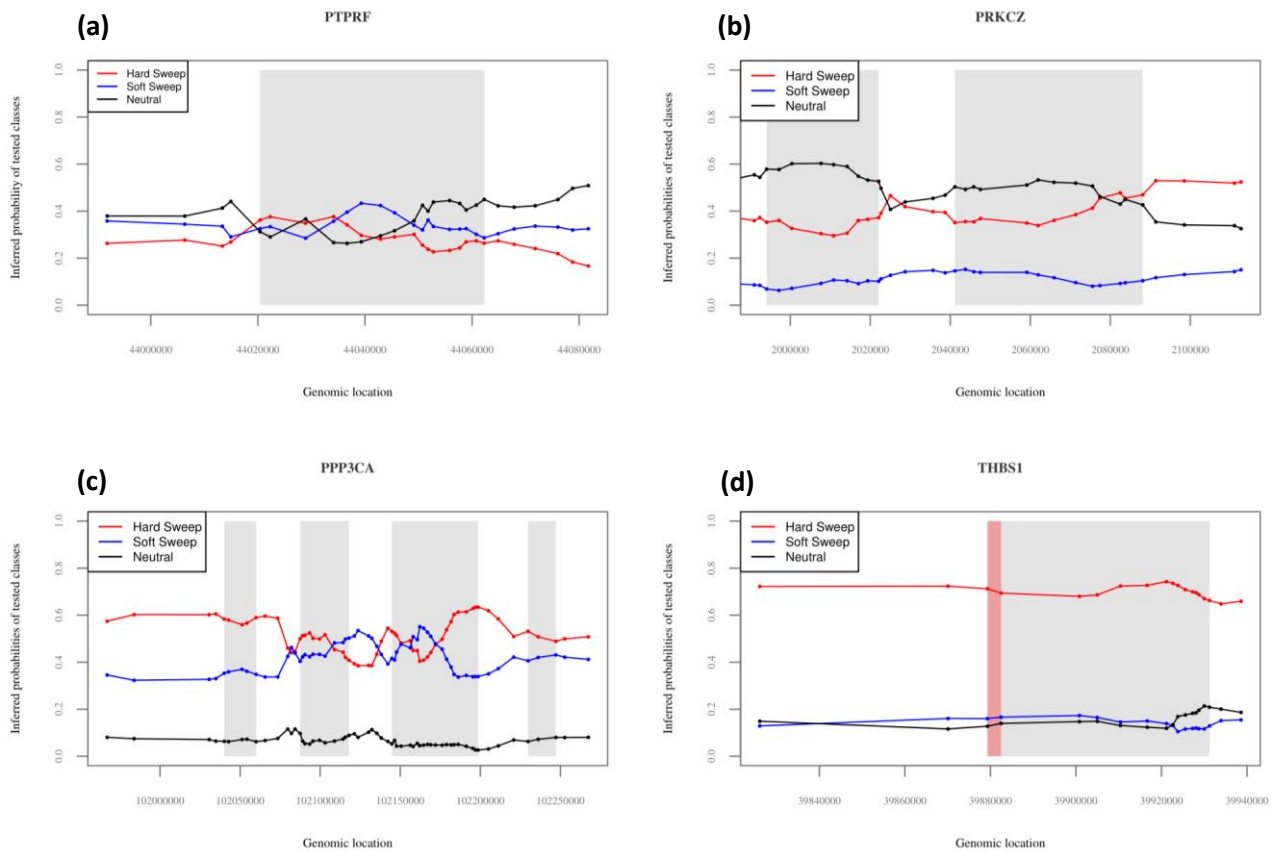 (a)
PTPRF
Hard Sweep
Soft Sweep
Neutral
Inferred probability of tested classes
0.0 0.2 0.4 0.6 0.8 1.0
44000000 44020000 44040000 44060000 44080000
Genomic location
(b)
PRKCZ
Hard Sweep
Soft Sweep
Neutral
Inferred probabilities of tested classes
0.0 0.2 0.4 0.6 0.8 1.0
2000000 2020000 2040000 2060000 2080000 2100000
Genomic location
(c)
PPP3CA
Hard Sweep
Soft Sweep
Neutral
Inferred probabilities of tested classes
0.0 0.2 0.4 0.6 0.8 1.0
102000000 102050000 102100000 102150000 102200000 102250000
Genomic location
(d)
THBS1
Hard Sweep
Soft Sweep
Neutral
Inferred probabilities of tested classes
0.0 0.2 0.4 0.6 0.8 1.0
39840000 39860000 39880000 39900000 39920000 39940000
Genomic location